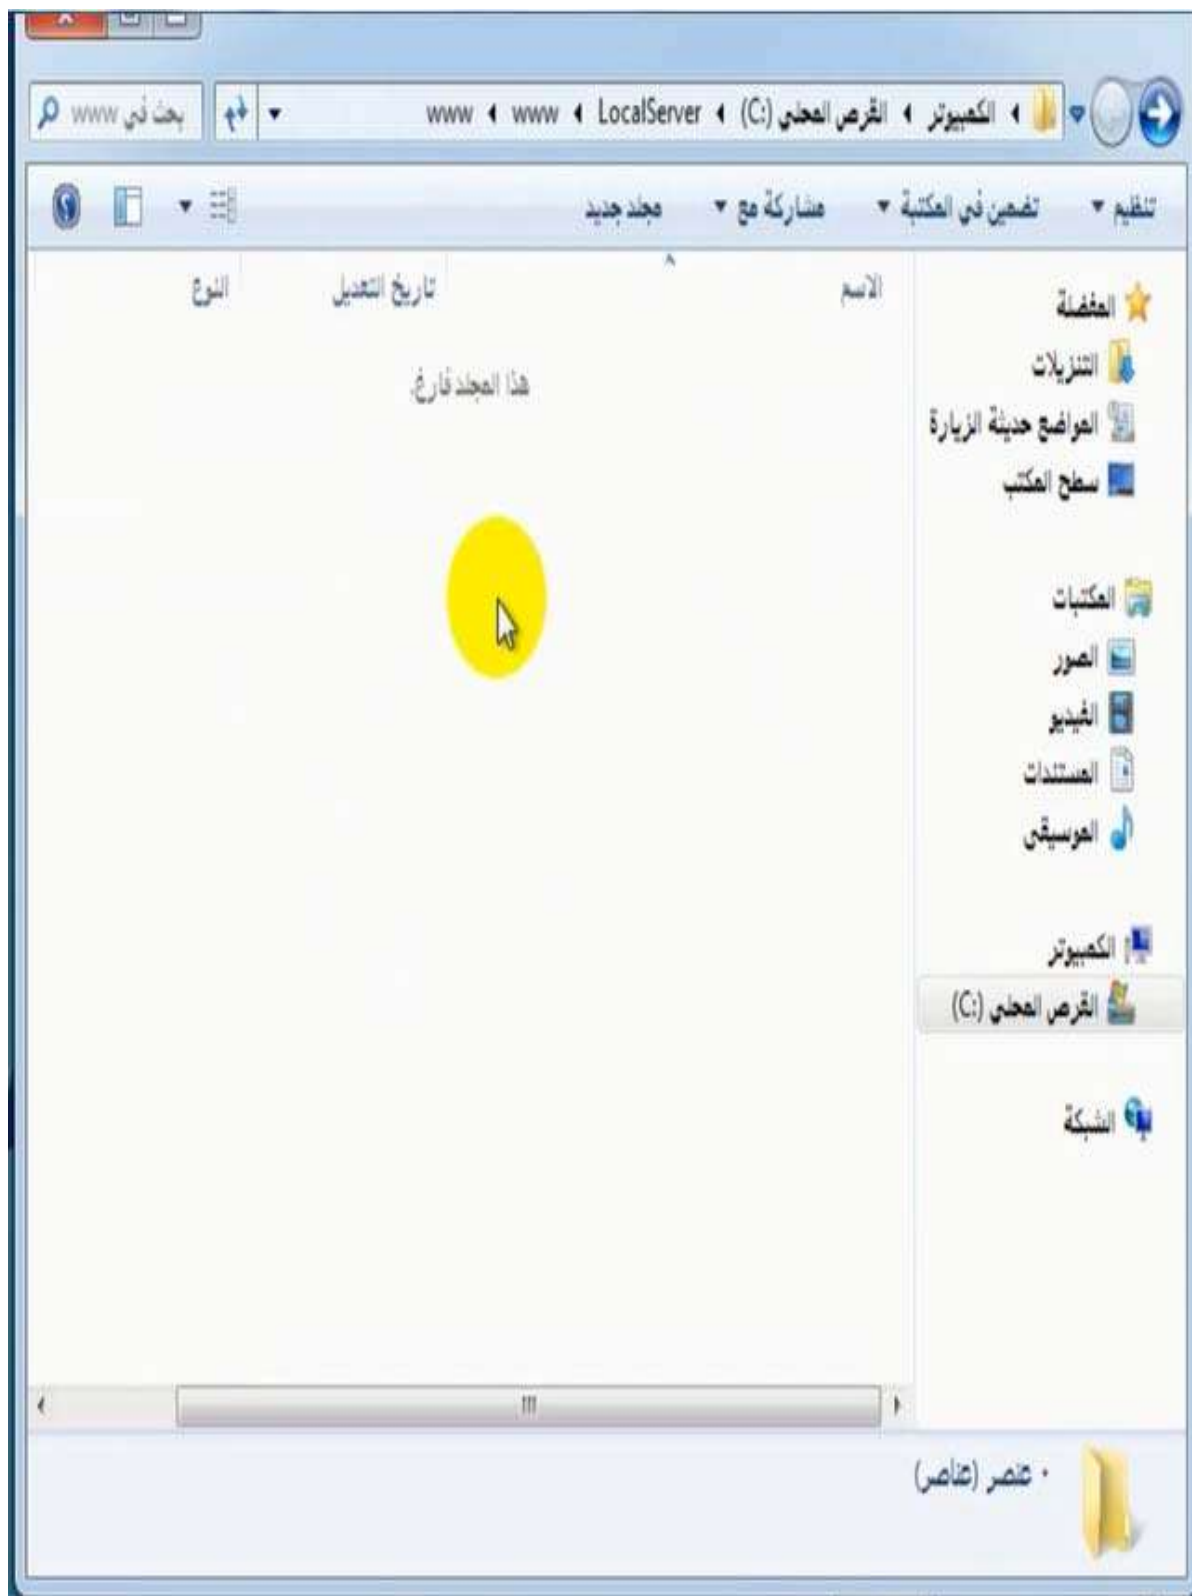 الكمبيوتر ◂ القرص المحلي (C:) ◂ LocalServer ◂ www ◂ www
بحث في www
تنظيم ▾ تضمين في المكتبة ▾ مشاركة مع ▾ مجلد جديد
الاسم تاريخ التعديل النوع
هذا المجلد فارغ.
المفضلة
التنزيلات
المواضع حديثة الزيارة
سطح المكتب
المكتبات
الصور
الفيديو
المستندات
الموسيقى
الكمبيوتر
القرص المحلي (C:)
الشبكة
٠ عنصر (عناصر)